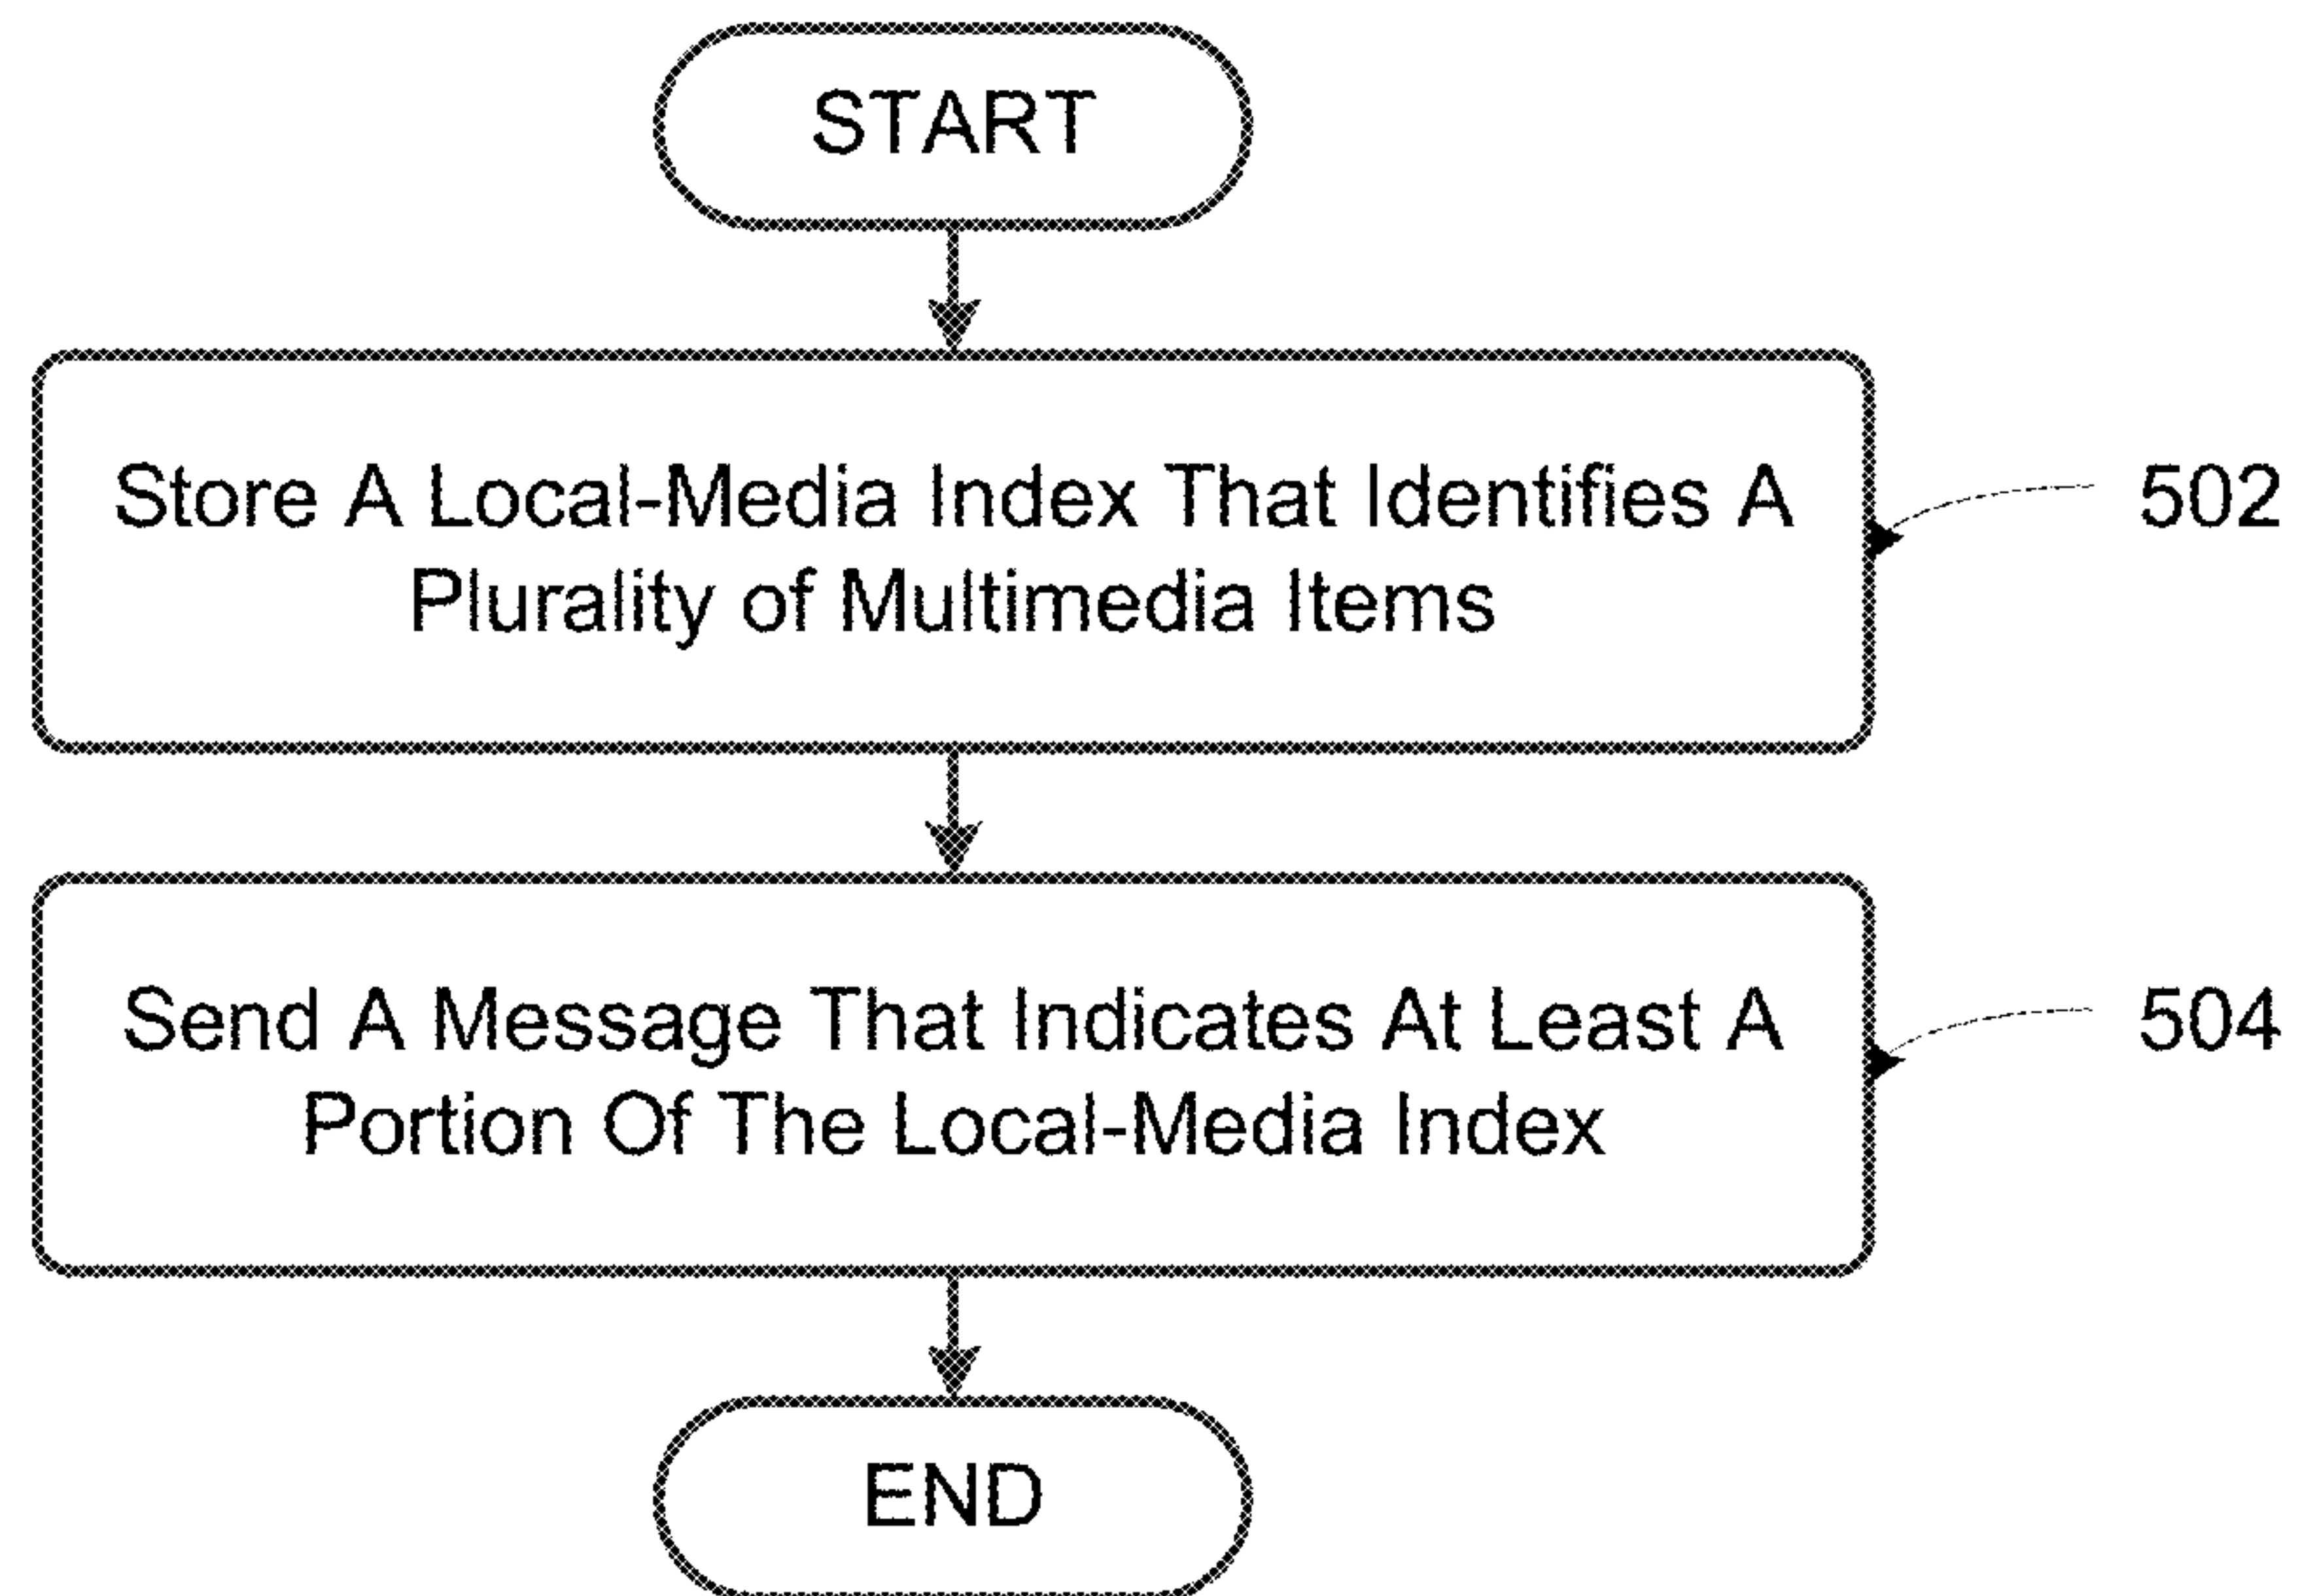 START
Store A Local-Media Index That Identifies A
Plurality of Multimedia Items
502
Send A Message That Indicates At Least A
Portion Of The Local-Media Index
504
END